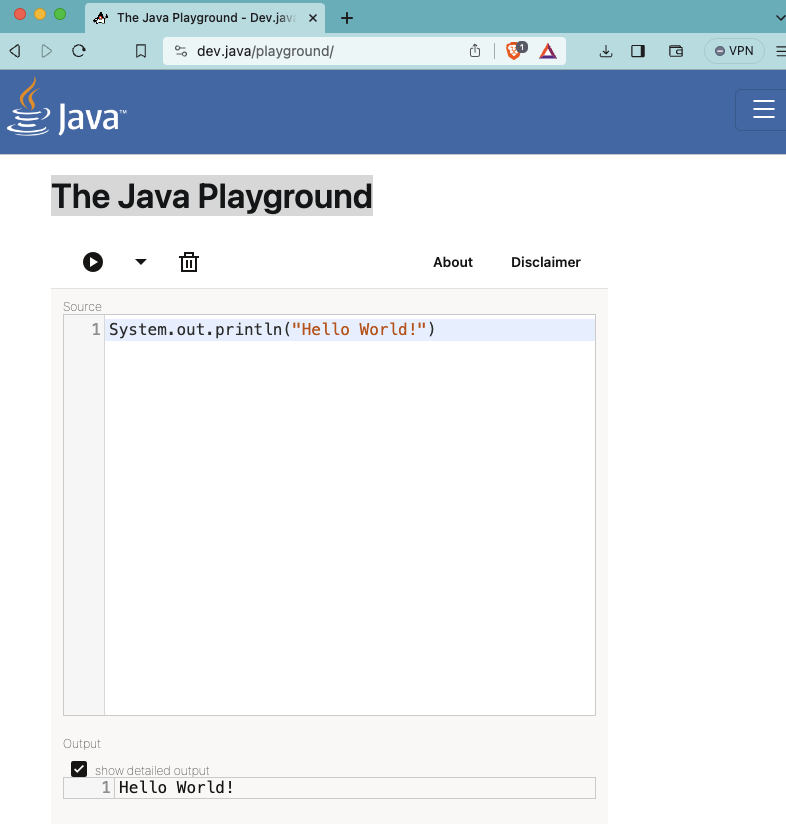 The Java Playground - Dev.java
dev.java/playground/
1
VPN
Java™
The Java Playground
About
Disclaimer
Source
1 System.out.println("Hello World!")
Output
show detailed output
1 Hello World!